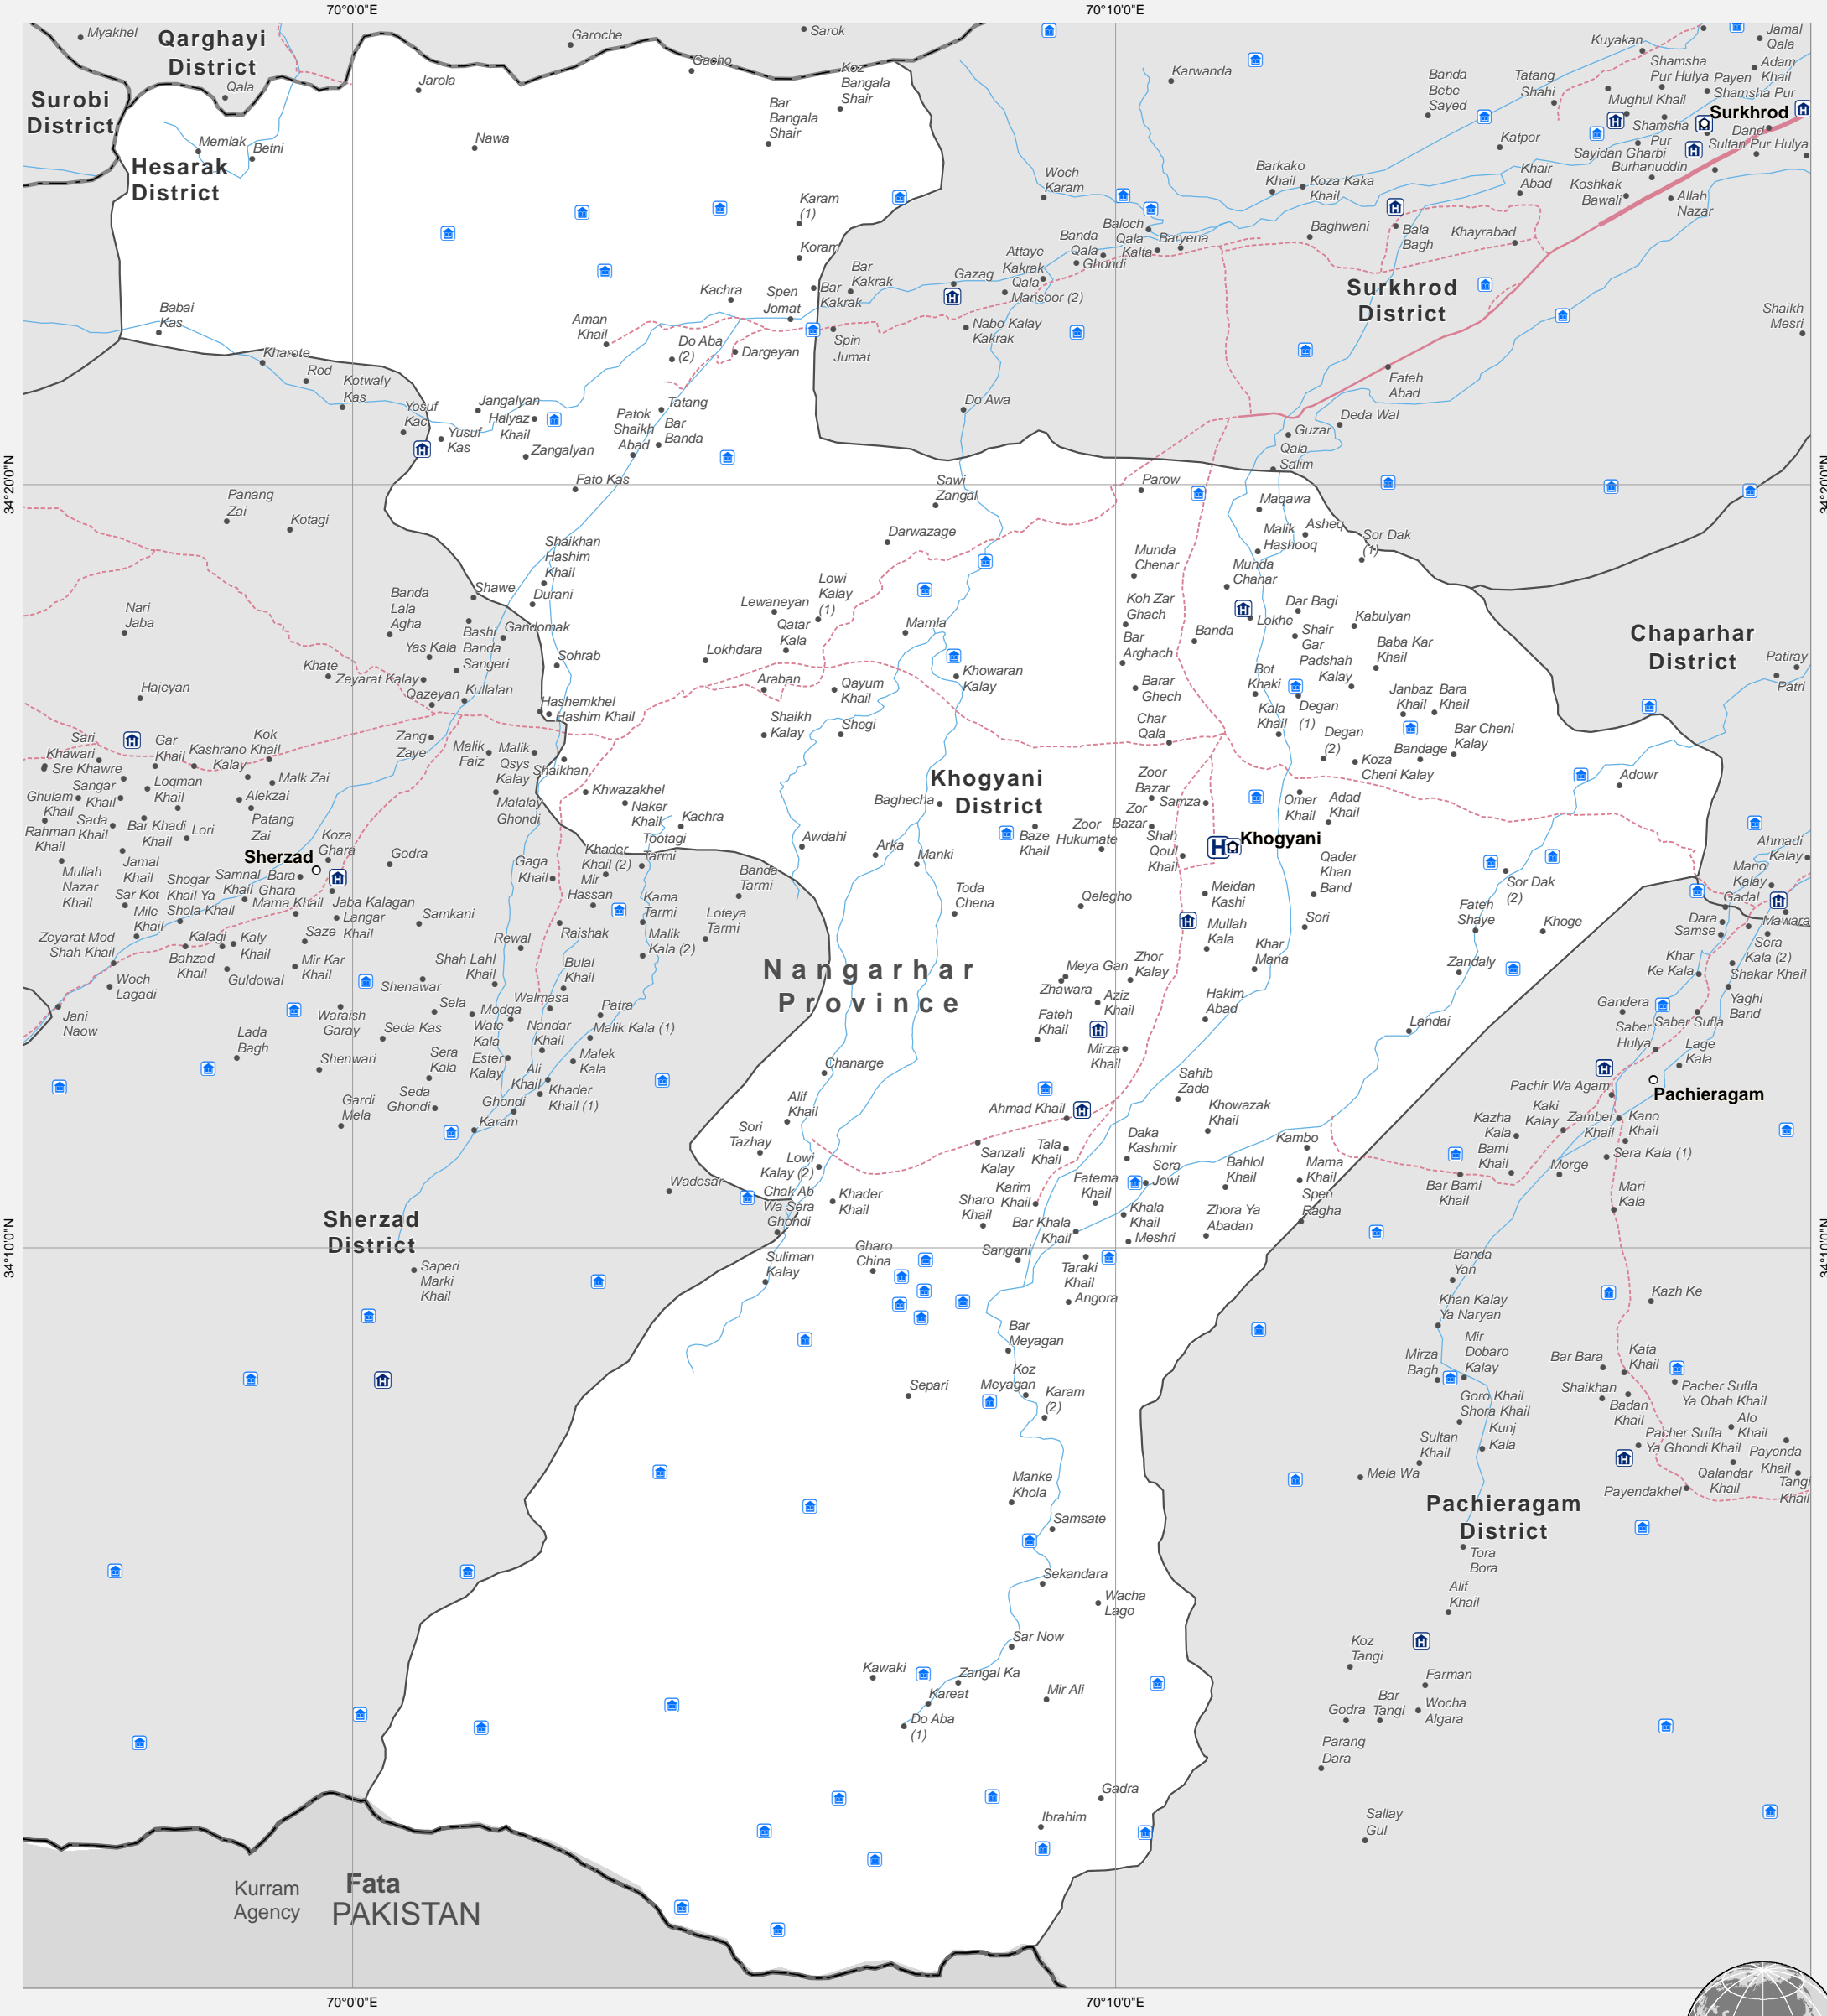 70°0'0"E
70°10'0"E
Myakhel
Qarghayi
District
Qala
Surobi
District
Hesarak
District
Memlak
Betni
Garoche
Gacho
Sarok
Jarola
Nawa
Koz
Bangala
Shair
Bar
Bangala
Shair
Karwanda
Kuyakan
Jamal
Qala
Adam
Khail
Shamsha
Pur Hulya
Payen
Shamsha Pur
Banda
Bebe
Sayed
Tatang
Shahi
Mughul Khail
Surkhrod
Shamsha
Pur
Dand
Sultan Pur Hulya
Katpor
Sayidan Gharbi
Burhanuddin
Khair
Abad
Koshkak
Bawali
Allah
Nazar
Barkako
Khail
Koza Kaka
Khail
Woch
Karam
Karam
(1)
Koram
Baloch
Qala
Banda
Qala
Kalta
Baryena
Ghondi
Baghwani
Bala
Bagh
Khayrabad
Attaye
Kakrak
Qala
Mansoor (2)
Gazag
Bar
Kakrak
Bar
Kakrak
Surkhrod
District
Shaikh
Mesri
Kachra
Spen
Jomat
Spin
Jumat
Nabo Kalay
Kakrak
Babai
Kas
Aman
Khail
Do Aba
(2)
Dargeyan
Kharote
Rod
Kotwaly
Kas
Fateh
Abad
Yosuf
Kac
Yusuf
Kas
Jangalyan
Halyaz
Khail
Zangalyan
Patok
Shaikh
Abad
Tatang
Bar
Banda
Do Awa
Deda Wal
Guzar
Qala
Salim
34°20'0"N
34°20'0"N
Fato Kas
Sawi
Zangal
Parow
Maqawa
Panang
Zai
Kotagi
Darwazage
Malik
Hashooq
Asheq
Sor Dak
(1)
Shaikhan
Hashim
Khail
Munda
Chenar
Munda
Chanar
Shawe
Durani
Lewaneyan
Lowi
Kalay
(1)
Koh Zar
Ghach
Dar Bagi
Kabulyan
Nari
Jaba
Banda
Lala
Agha
Bashi
Banda
Sangeri
Gandomak
Qatar
Kala
Mamla
Banda
Lokhe
Shair
Gar
Baba Kar
Khail
Chaparhar
District
Patiray
Patri
Yas Kala
Sohrab
Lokhdara
Bar
Arghach
Padshah
Kalay
Khate
Zeyarat Kalay
Khowaran
Kalay
Bot
Khaki
Hajeyan
Qazeyan
Kullalan
Araban
Qayum
Khail
Barar
Ghech
Janbaz
Khail
Bara
Khail
Hashemkhel
Hashim Khail
Shaikh
Kalay
Shegi
Char
Qala
Kala
Khail
Degan
(1)
Degan
(2)
Bar Cheni
Kalay
Bandage
Koza
Cheni Kalay
Sari
Khawari
Sre Khawre
Gar
Khail
Kashrano
Kalay
Kok
Khail
Zang
Zaye
Malik
Faiz
Malik
Qsys
Kalay
Shaikhan
Khogyani
District
Zoor
Bazar
Adowr
Sangar
Khail
Loqman
Khail
Malk Zai
Ghulam
Khail
Alekzai
Malalay
Ghondi
Khwazakhel
Naker
Khail
Kachra
Baghecha
Samza
Omer
Khail
Adad
Khail
Rahman
Khail
Sada
Khail
Bar Khadi
Khail
Lori
Patang
Zai
Koza
Ghara
Tootagi
Tarmi
Awdahi
Zor
Bazar
Zoor
Hukumate
Baze
Khail
Khogyani
Ahmadi
Kalay
Mullah
Nazar
Khail
Jamal
Khail
Sherzad
Godra
Gaga
Khail
Khader
Khail (2)
Arka
Manki
Shah
Qoul
Khail
Qader
Khan
Band
Mano
Kalay
Samnal
Khail
Bara
Ghara
Mir
Hassan
Banda
Tarmi
Sar Kot
Mile
Khail
Shogar
Khail Ya
Shola Khail
Mama Khail
Jaba Kalagan
Langar
Khail
Samkani
Kama
Tarmi
Loteya
Tarmi
Toda
Chena
Qelegho
Meidan
Kashi
Sor Dak
(2)
Gadal
Mawara
Zeyarat Mod
Shah Khail
Kalagi
Kaly
Khail
Saze
Rewal
Raishak
Malik
Kala (2)
Mullah
Kala
Sori
Fateh
Shaye
Khoge
Dara
Samse
Sera
Kala (2)
Woch
Lagadi
Bahzad
Khail
Guldowal
Mir Kar
Khail
Shah Lahl
Khail
Bulal
Khail
Nangarhar
Province
Meya Gan
Zhawara
Zhor
Kalay
Khar
Mana
Zandaly
Khar
Ke Kala
Shakar Khail
Shenawar
Jani
Naow
Lada
Bagh
Waraish
Garay
Seda Kas
Sela
Modga
Wate
Kala
Walmasa
Nandar
Khail
Patra
Malik Kala (1)
Aziz
Khail
Hakim
Abad
Gandera
Yaghi
Band
Saber
Hulya
Saber Sufla
Shenwari
Sera
Kala
Ester
Kalay
Malek
Kala
Fateh
Khail
Mirza
Khail
Landai
Lage
Kala
Seda
Ghondi
Ali
Khail
Khader
Khail (1)
Chanarge
Gardi
Mela
Ghondi
Karam
Alif
Khail
Sahib
Zada
Pachir Wa Agam
Pachieragam
Ahmad Khail
Khowazak
Khail
Kazha
Kala
Kaki
Kalay
Zamber
Khail
Kano
Khail
Sori
Tazhay
Sanzali
Kalay
Tala
Khail
Daka
Kashmir
Kambo
Bami
Khail
Sera Kala (1)
Lowi
Kalay (2)
Sera
Jowi
Bahlol
Khail
Mama
Khail
Morge
Wadesar
Chak Ab
Wa Sera
Ghondi
Khader
Khail
Karim
Khail
Fatema
Khail
Spen
Ragha
Bar Bami
Khail
Mari
Kala
Sherzad
District
Sharo
Khail
Bar Khala
Khail
Khala
Khail
Meshri
Zhora Ya
Abadan
34°10'0"N
34°10'0"N
Saperi
Marki
Khail
Suliman
Kalay
Gharo
China
Sangani
Taraki
Khail
Angora
Banda
Yan
Kazh Ke
Khan Kalay
Ya Naryan
Bar
Meyagan
Mir
Dobaro
Kalay
Mirza
Bagh
Bar Bara
Kata
Khail
Koz
Meyagan
Separi
Karam
(2)
Goro Khail
Shora Khail
Shaikhan
Badan
Khail
Pacher Sufla
Ya Obah Khail
Alo
Khail
Sultan
Khail
Kunj
Kala
Pacher Sufla
Ya Ghondi Khail
Payenda
Khail
Mela Wa
Payendakhel
Qalandar
Khail
Tangi
Khail
Manke
Khola
Samsate
Pachieragam
District
Tora
Bora
Sekandara
Wacha
Lago
Alif
Khail
Sar Now
Koz
Tangi
Kawaki
Zangal Ka
Kareat
Mir Ali
Farman
Do Aba
(1)
Godra
Bar
Tangi
Wocha
Algara
Parang
Dara
Gadra
Ibrahim
Sallay
Gul
Kurram
Agency
Fata
PAKISTAN
70°0'0"E
70°10'0"E